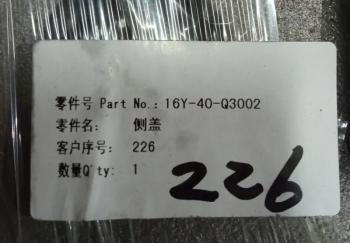 零件号 Part No.: 16Y-40-Q3002
零件名: 侧盖
客户序号: 226
数量Q'ty: 1
226